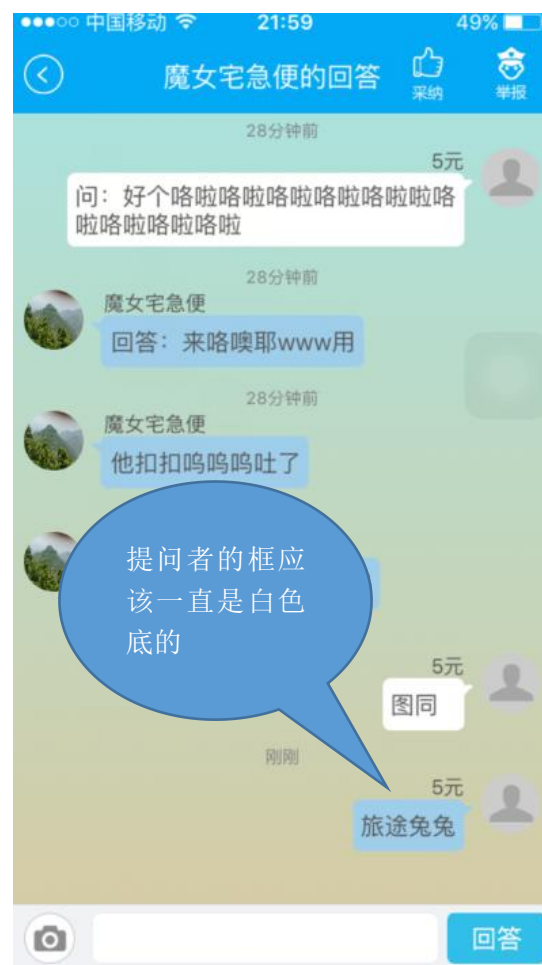 中国移动 21:59 49%
魔女宅急便的回答 采纳 举报
28分钟前
5元
问：好个咯啦咯啦咯啦咯啦咯啦啦咯
啦咯啦咯啦咯啦
28分钟前
魔女宅急便
回答：来咯噢耶www用
28分钟前
魔女宅急便
他扣扣呜呜呜吐了
提问者的框应
该一直是白色
底的
5元
图同
刚刚
5元
旅途兔兔
回答